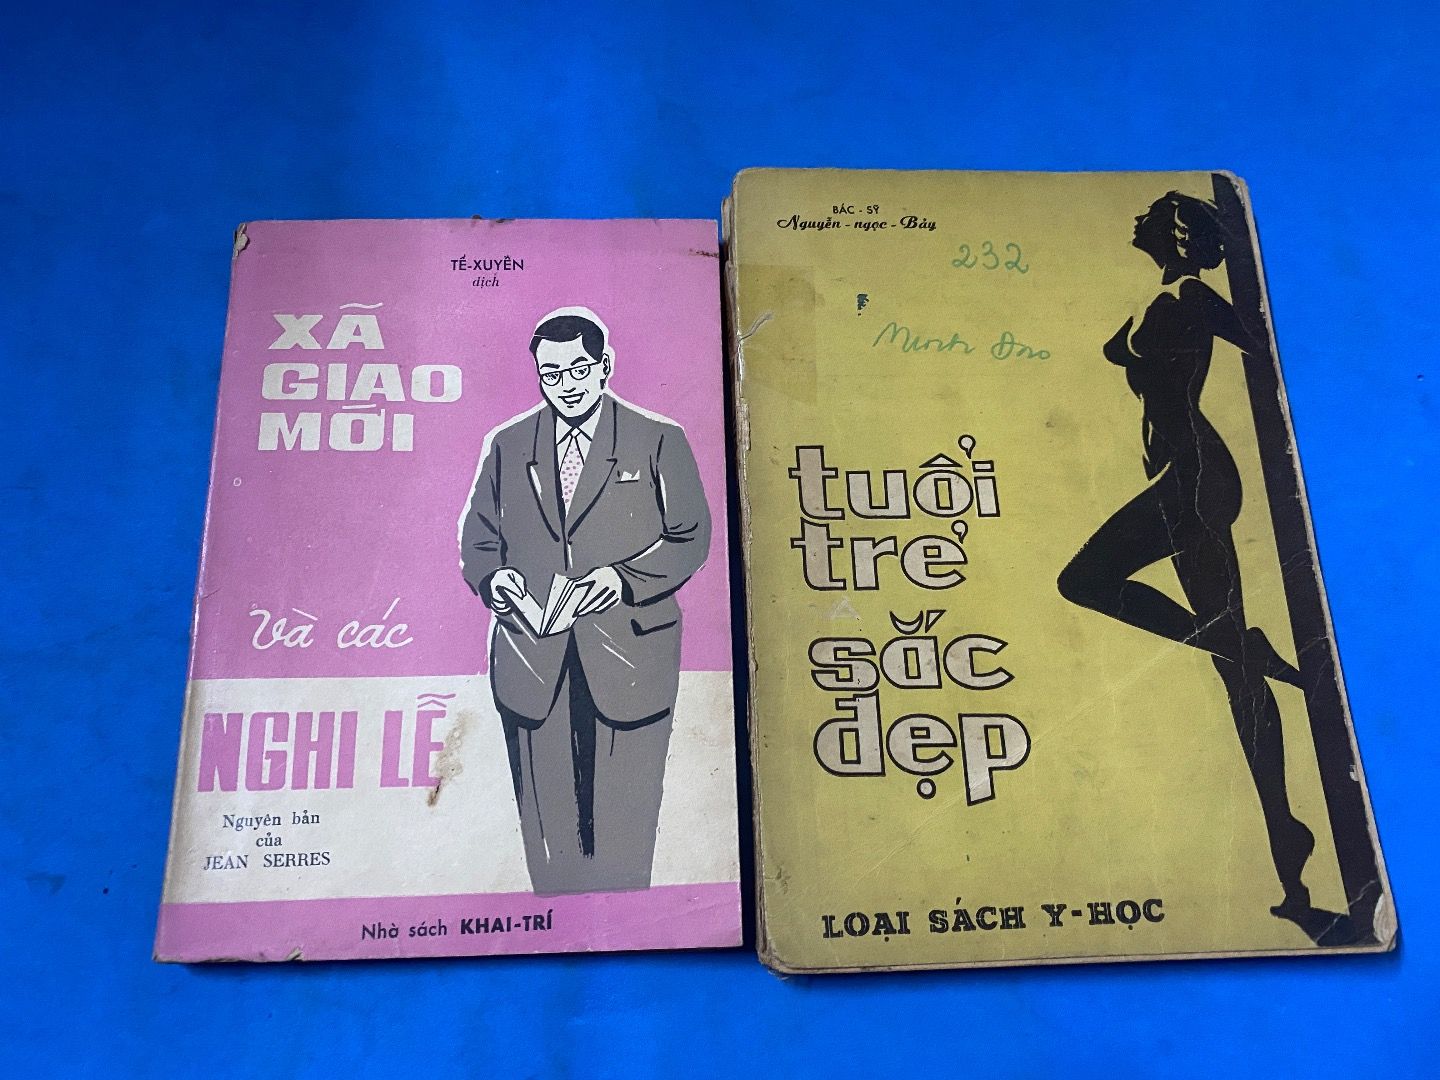 TẾ-XUYÊN
dịch
XÃ
GIAO
MỚI
Và các
NGHI LỄ
Nguyên bản
của
JEAN SERRES
Nhà sách KHAI-TRÍ
BÁC - SỸ
Nguyễn - ngọc - Bảy
232
tuổi
trẻ
sắc
đẹp
LOẠI SÁCH Y-HỌC